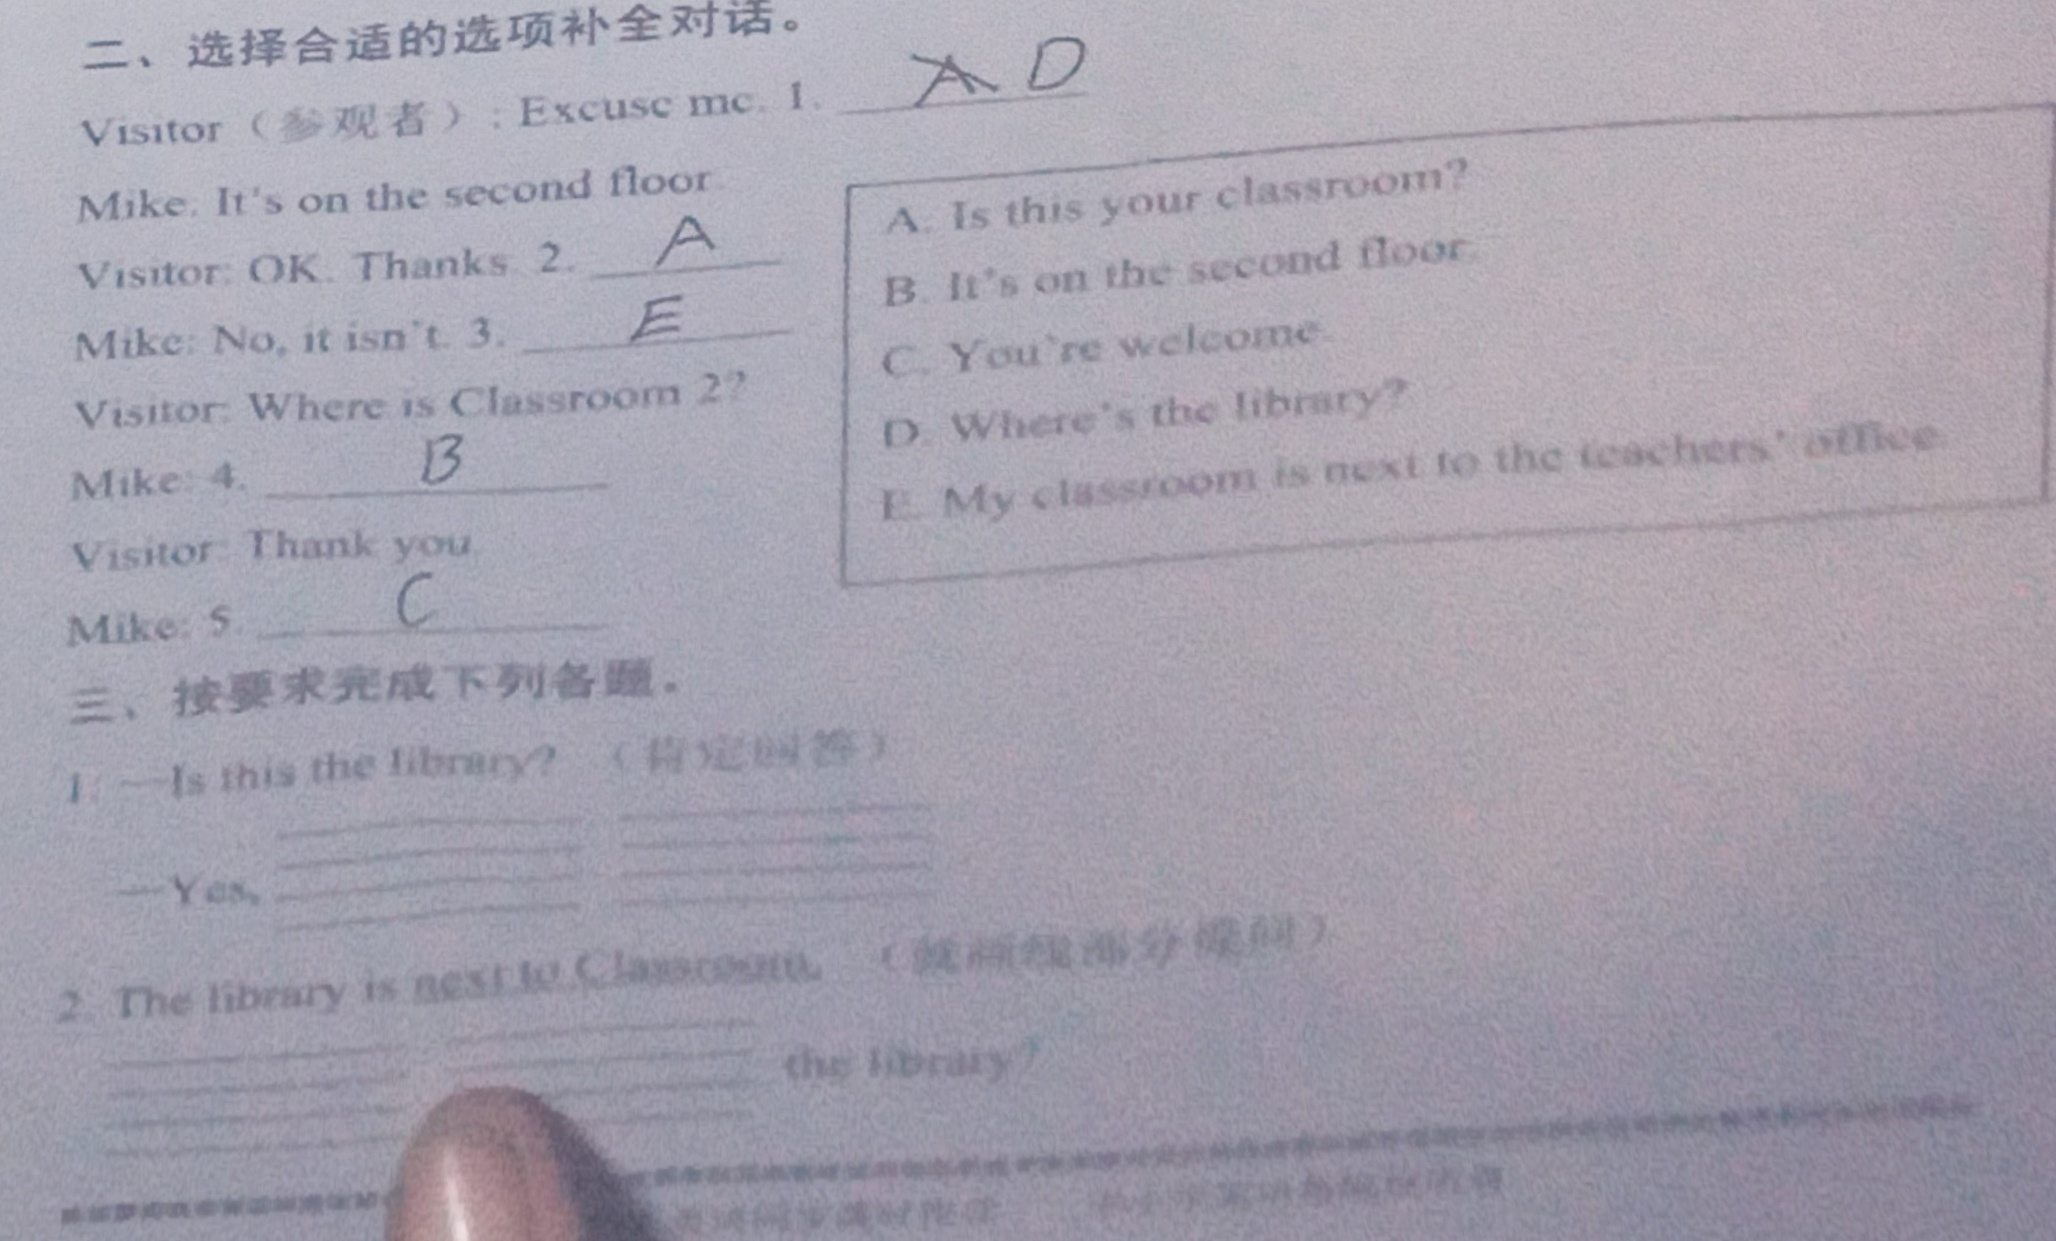 二、选择合适的选项补全对话。
Visitor（参观者）: Excuse me. 1. A D
Mike. It's on the second floor
Visitor: OK. Thanks 2. A
Mike: No, it isn't. 3. E
Visitor: Where is Classroom 2?
Mike: 4. B
Visitor: Thank you
Mike: 5. C
A. Is this your classroom?
B. It's on the second floor.
C. You're welcome.
D. Where's the library?
E. My classroom is next to the teachers' office
三、按要求完成下列各题。
1. —Is this the library? （肯定回答）
—Yes,
2. The library is next to Classroom. （就画线部分提问）
the library?